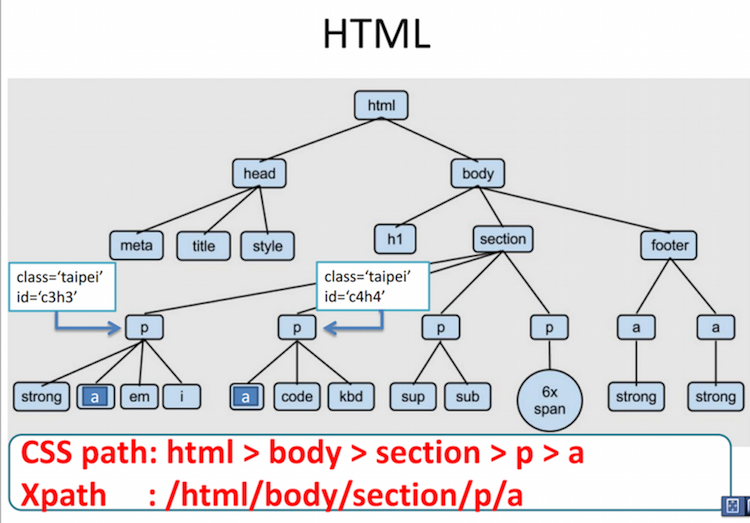 HTML
html
head
body
meta
title
style
h1
section
footer
class=‘taipei’
id=‘c3h3’
class=‘taipei’
id=‘c4h4’
p
p
p
p
a
a
strong
a
em
i
a
code
kbd
sup
sub
6x
span
strong
strong
CSS path: html > body > section > p > a
Xpath : /html/body/section/p/a